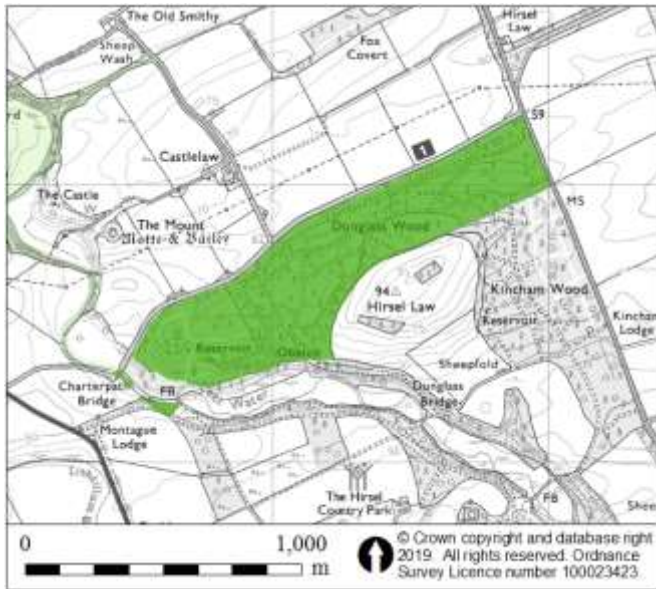 The Old Smithy
Sheep
Wash
Hirsel
Law
Fox
Covert
59
Castlelaw
1
The Castle
The Mount
Motte & Bailey
MS
Dunglass Wood
94
Hirsel Law
Kincham Wood
Reservoir
Kincham
Lodge
Reservoir
Obelisk
Sheepfold
Charterpath
Bridge
FB
Water
Dunglass
Bridge
Montague
Lodge
The Hirsel
Country Park
FB
0
1,000
m
© Crown copyright and database right
2019. All rights reserved. Ordnance
Survey Licence number 100023423